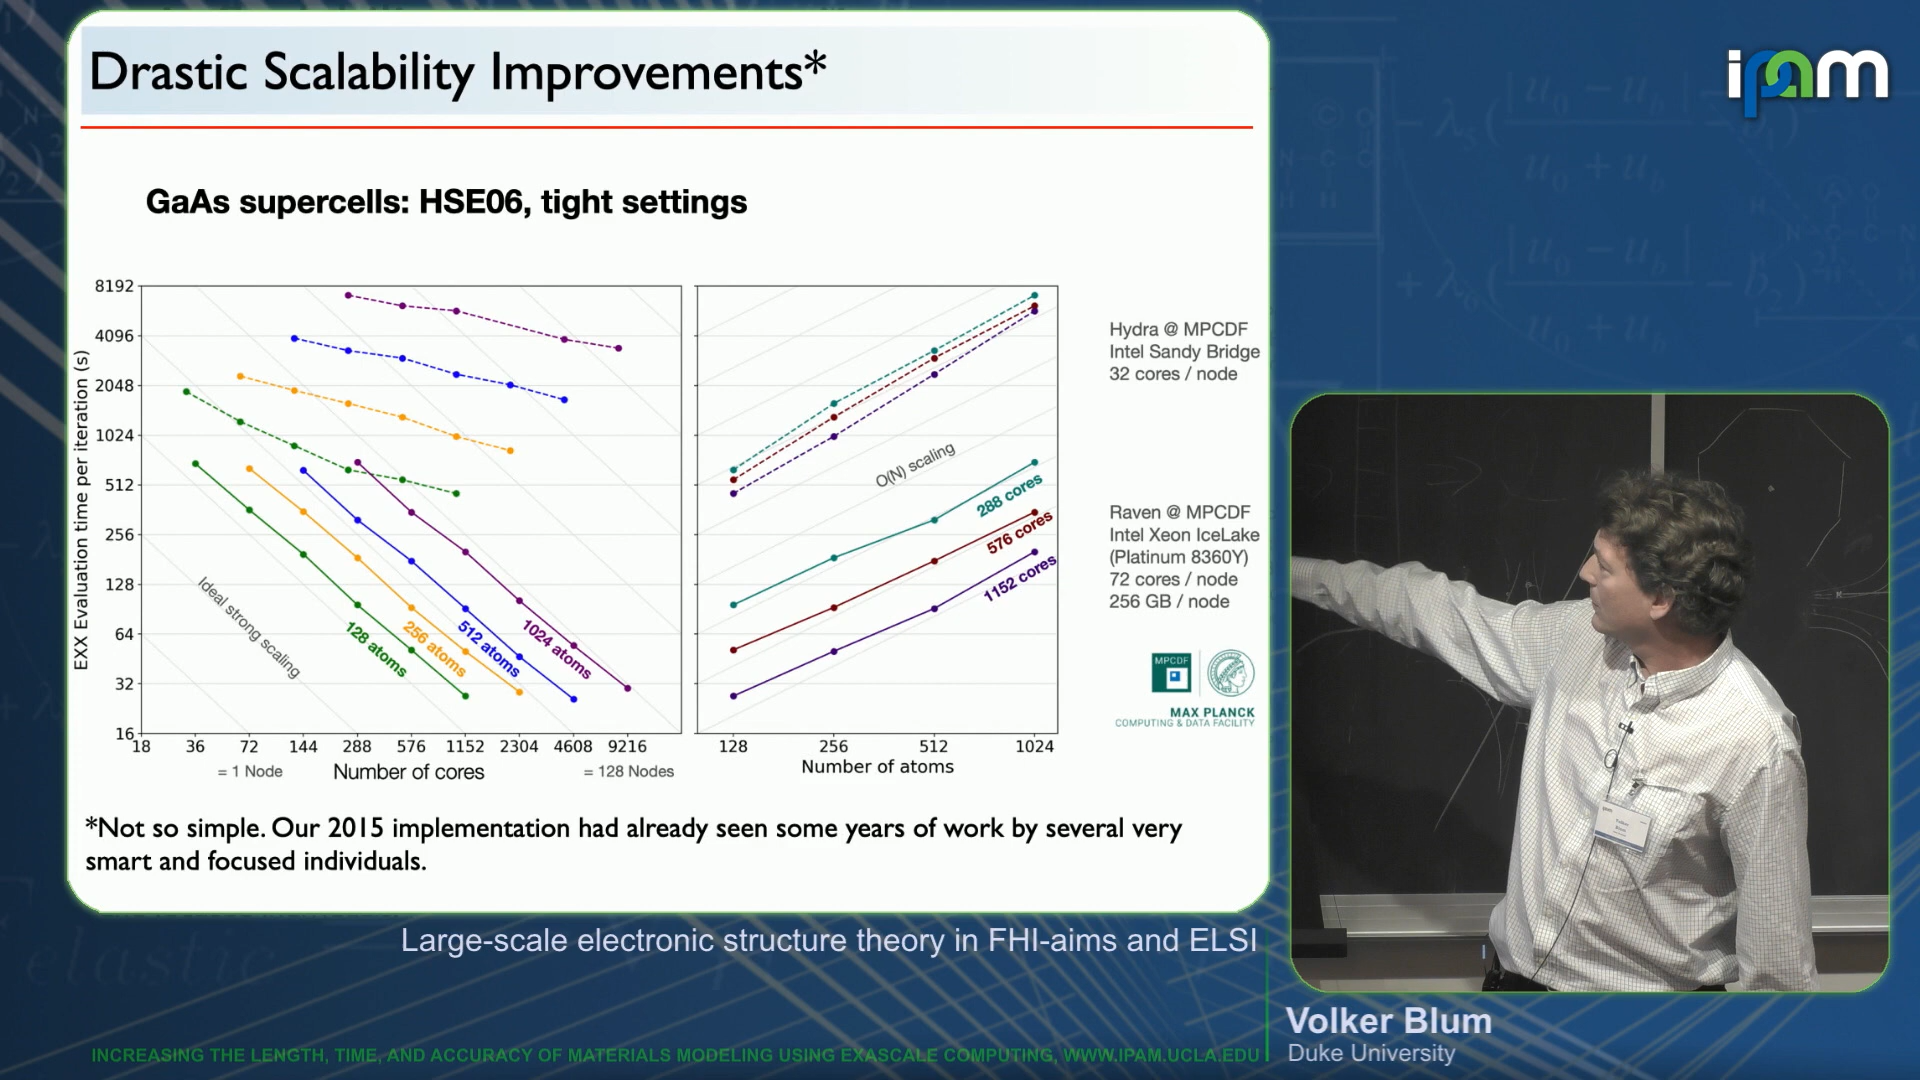 Drastic Scalability Improvements*
ipam
GaAs supercells: HSE06, tight settings
EXX Evaluation time per iteration (s)
8192
4096
2048
1024
512
256
128
64
32
16
Ideal strong scaling
128 atoms
256 atoms
512 atoms
1024 atoms
18 36 72 144 288 576 1152 2304 4608 9216
= 1 Node
Number of cores
= 128 Nodes
O(N) scaling
288 cores
576 cores
1152 cores
128 256 512 1024
Number of atoms
Hydra @ MPCDF
Intel Sandy Bridge
32 cores / node
Raven @ MPCDF
Intel Xeon IceLake
(Platinum 8360Y)
72 cores / node
256 GB / node
MPCDF
MAX PLANCK
COMPUTING & DATA FACILITY
*Not so simple. Our 2015 implementation had already seen some years of work by several very
smart and focused individuals.
Large-scale electronic structure theory in FHI-aims and ELSI
Volker Blum
Duke University
INCREASING THE LENGTH, TIME, AND ACCURACY OF MATERIALS MODELING USING EXASCALE COMPUTING, WWW.IPAM.UCLA.EDU
elastic